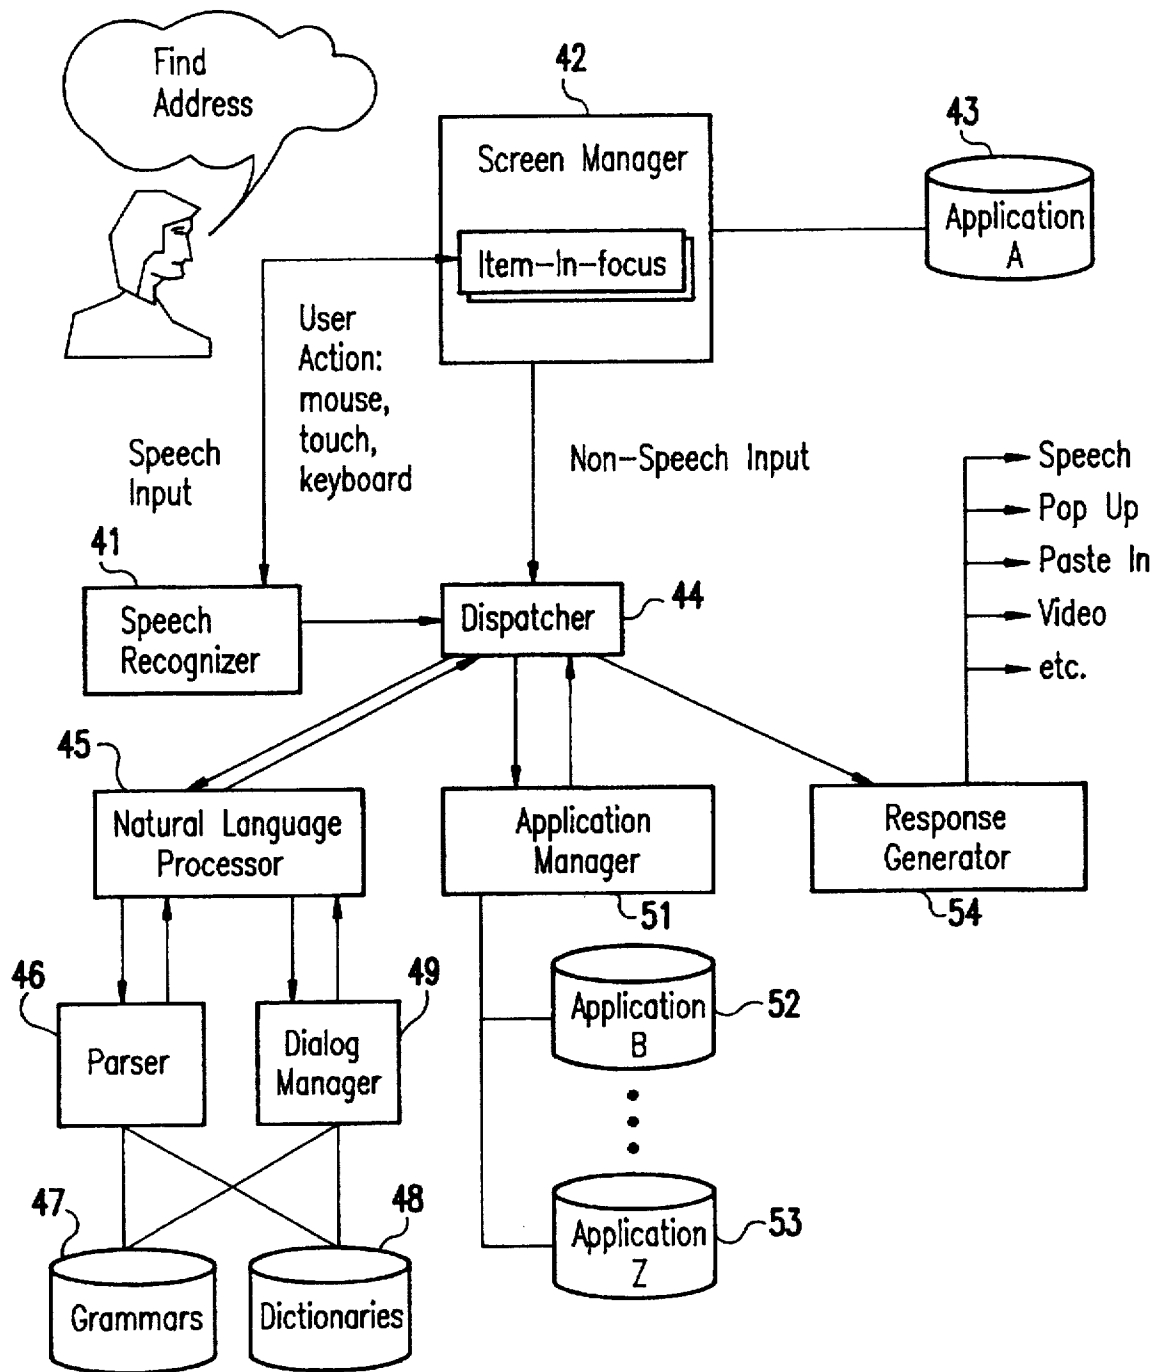 Find
Address
42
Screen Manager
Item-In-focus
43
Application
A
User
Action:
mouse,
touch,
keyboard
Speech
Input
Non-Speech Input
Speech
Pop Up
Paste In
Video
etc.
41
Speech
Recognizer
Dispatcher
44
45
Natural Language
Processor
Application
Manager
51
Response
Generator
54
46
Parser
49
Dialog
Manager
Application
B
52
47
Grammars
48
Dictionaries
Application
Z
53